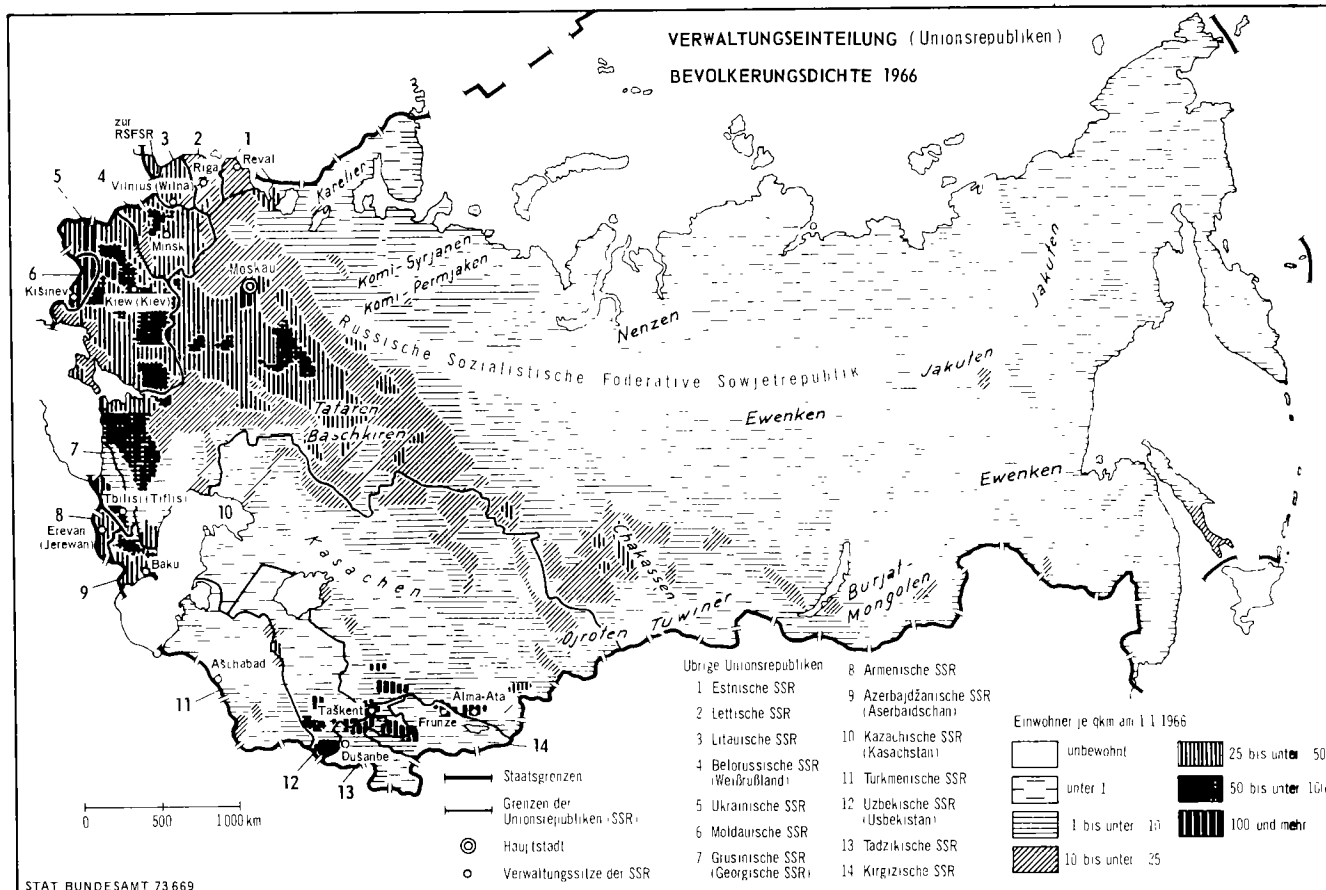 VERWALTUNGSEINTEILUNG (Unionsrepubliken)
BEVOLKERUNGSDICHTE 1966
zur
RSFSR
3
2
1
Riga
Reval
5
4
Vilnius (Wilna)
Karelier
Minsk
Moskau
6
Kišinev
Kiew (Kiev)
Komi-Syrjänen
Komi-Permjaken
Nenzen
Jakuten
Russische Sozialistische Föderative Sowjetrepublik
Jakuten
Ewenken
Tataren
Baschkiren
Ewenken
7
Tbilisi (Tiflis)
8
Erevan
(Jerewan)
10
Baku
9
Kasachen
Chakassen
Burjat-
Mongolen
Tuwiner
Ojroten
Aschabad
11
Taškent
Alma-Ata
Frunze
14
Dušanbe
12
13
0 500 1000 km
Staatsgrenzen
Grenzen der
Unionsrepubliken (SSR)
Hauptstadt
Verwaltungssitze der SSR
Ubrige Unionsrepubliken
1 Estnische SSR
2 Lettische SSR
3 Litauische SSR
4 Belorussische SSR
(Weißrußland)
5 Ukrainische SSR
6 Moldauische SSR
7 Grusinische SSR
(Georgische SSR)
8 Armenische SSR
9 Azerbajdžanische SSR
(Aserbaidschan)
10 Kazachische SSR
(Kasachstan)
11 Turkmenische SSR
12 Uzbekische SSR
(Usbekistan)
13 Tadzikische SSR
14 Kirgizische SSR
Einwohner je qkm am 1 1 1966
unbewohnt
unter 1
1 bis unter 10
10 bis unter 25
25 bis unter 50
50 bis unter 100
100 und mehr
STAT BUNDESAMT 73 669